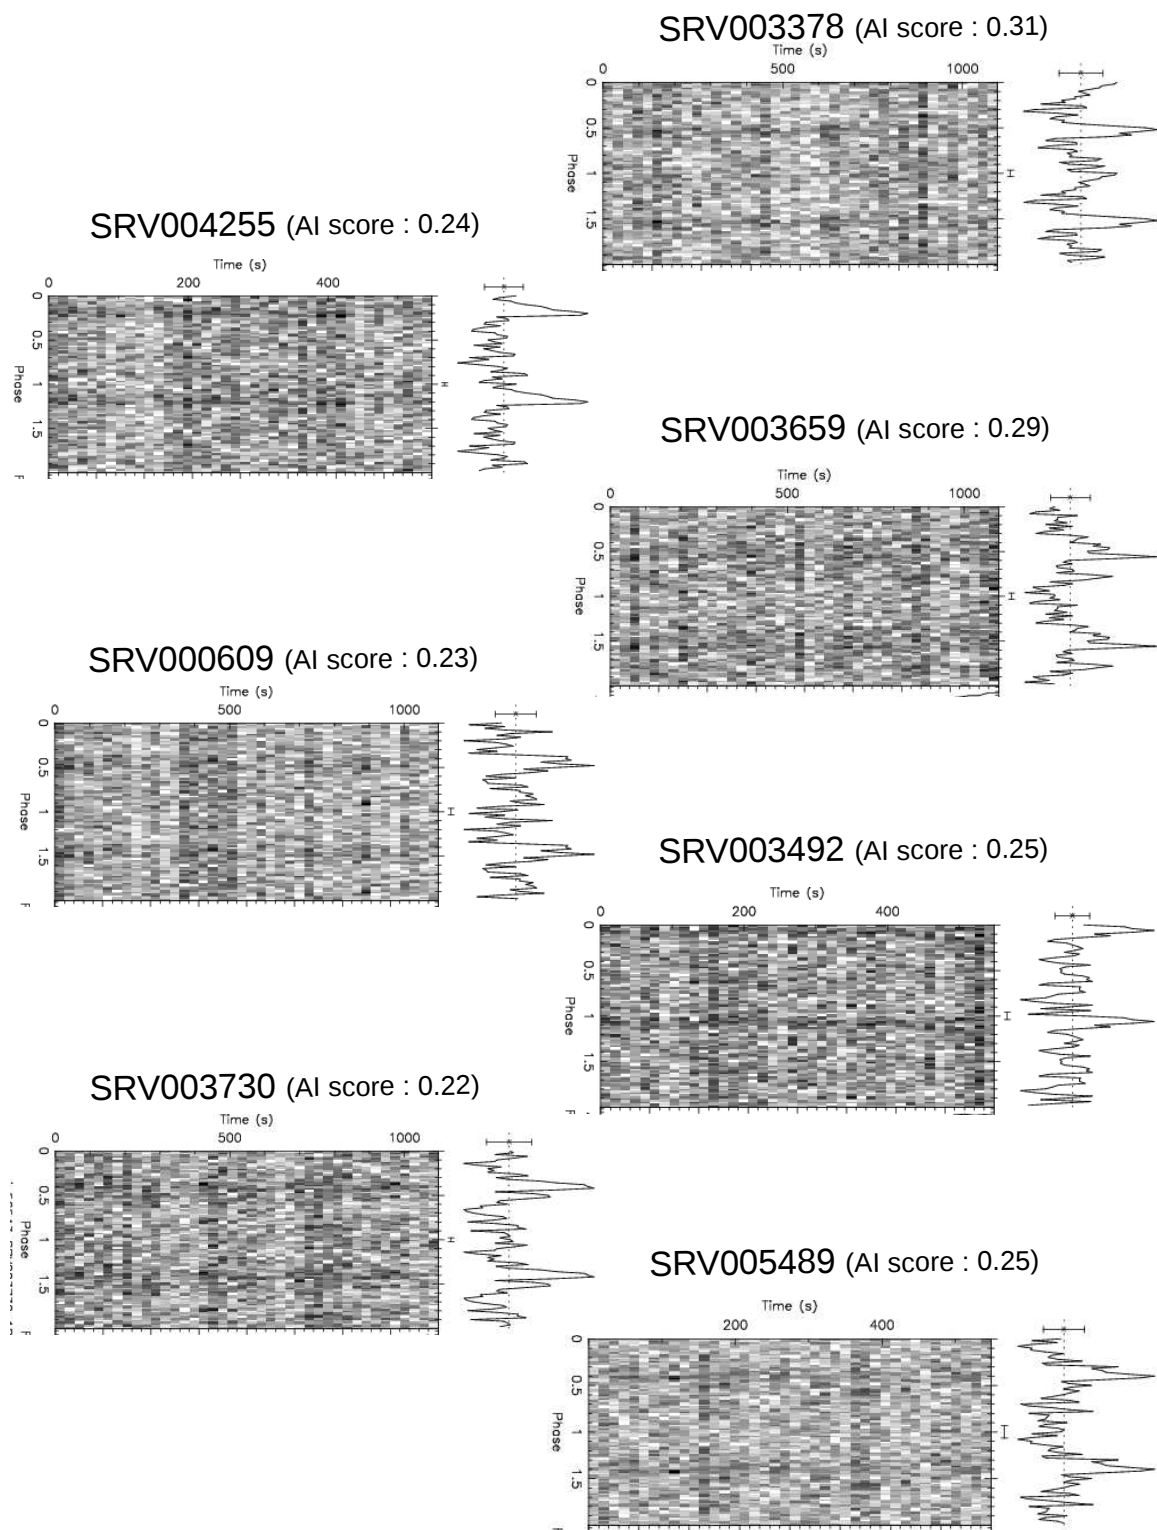 SRV003378 (AI score : 0.31)
Time (s)
0 500 1000
0 0.5 1 1.5
Phase
SRV004255 (AI score : 0.24)
Time (s)
0 200 400
0 0.5 1 1.5
Phase
SRV003659 (AI score : 0.29)
Time (s)
0 500 1000
0 0.5 1 1.5
Phase
SRV000609 (AI score : 0.23)
Time (s)
0 500 1000
0 0.5 1 1.5
Phase
SRV003492 (AI score : 0.25)
Time (s)
0 200 400
0 0.5 1 1.5
Phase
SRV003730 (AI score : 0.22)
Time (s)
0 500 1000
0 0.5 1 1.5
Phase
SRV005489 (AI score : 0.25)
Time (s)
200 400
0 0.5 1 1.5
Phase